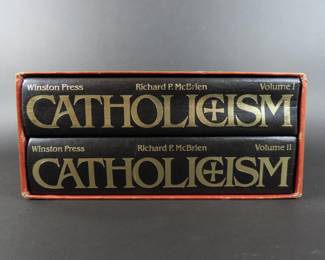 Winston Press Richard P. McBrien Volume I
CATHOLICISM
Winston Press Richard P. McBrien Volume II
CATHOLICISM